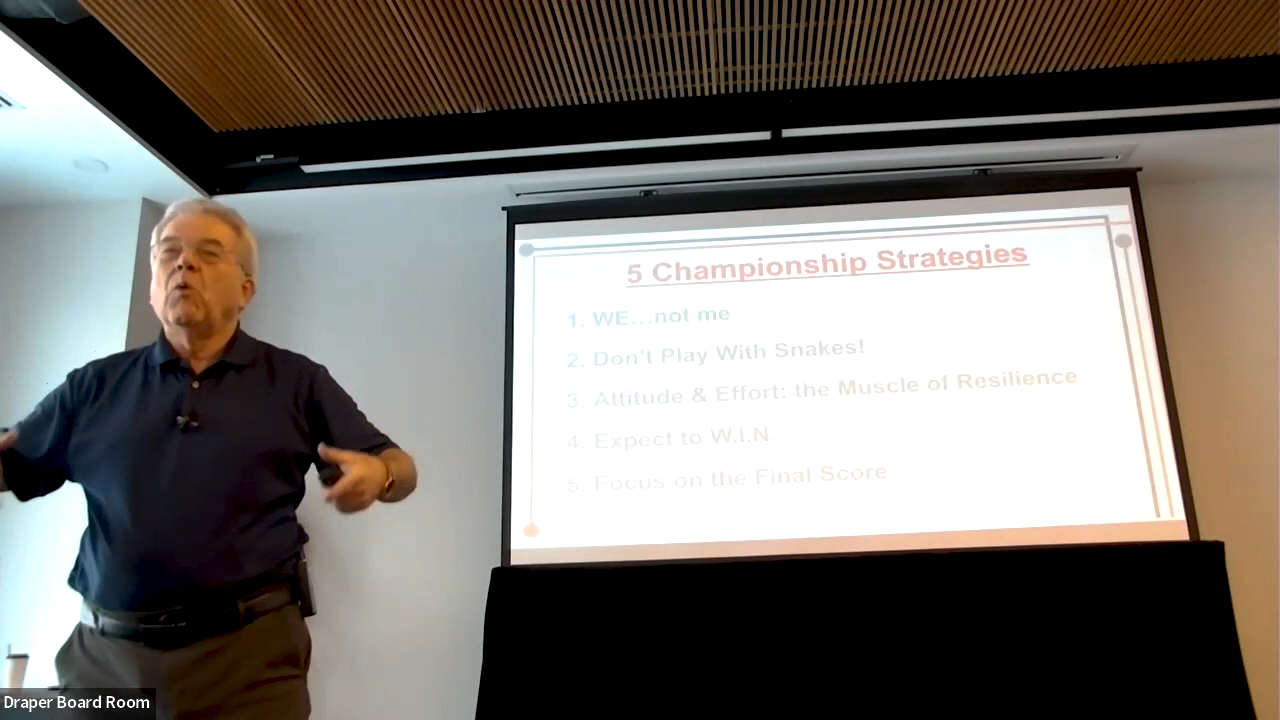 5 Championship Strategies
1. WE...not me
2. Don't Play With Snakes!
3. Attitude & Effort: the Muscle of Resilience
4. Expect to W.I.N.
5. Focus on the Final Score
Draper Board Room